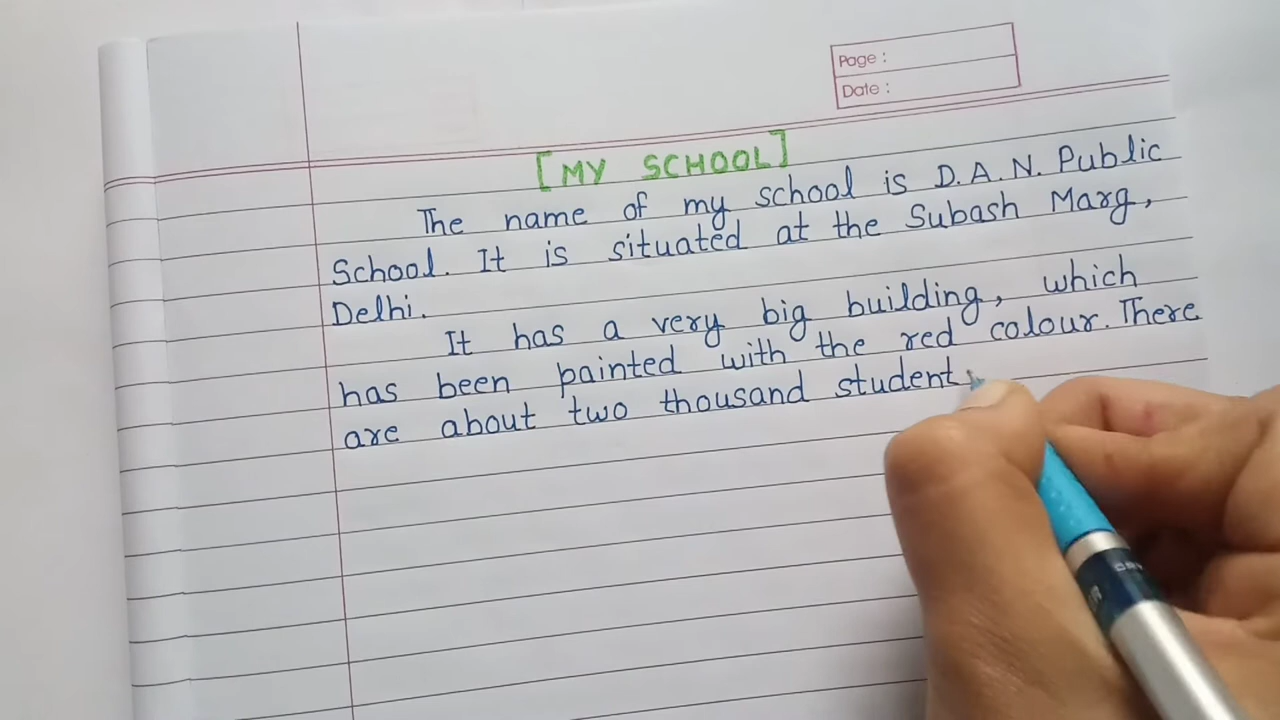 Page :
Date :
[MY SCHOOL]
The name of my school is D.A.N. Public
School. It is situated at the Subash Marg,
Delhi.
It has a very big building, which
has been painted with the red colour. There
are about two thousand student